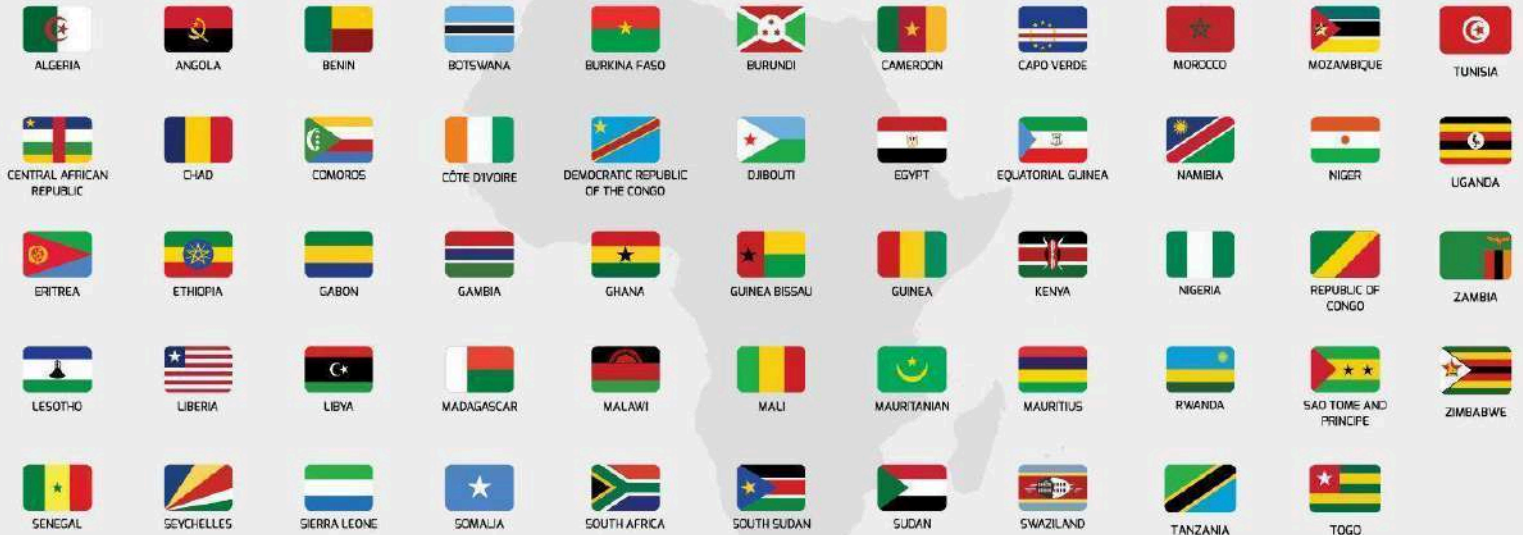 ALGERIA
ANGOLA
BENIN
BOTSWANA
BURKINA FASO
BURUNDI
CAMEROON
CAPO VERDE
MOROCCO
MOZAMBIQUE
TUNISIA
CENTRAL AFRICAN
REPUBLIC
CHAD
COMOROS
CÔTE D'IVOIRE
DEMOCRATIC REPUBLIC
OF THE CONGO
DJIBOUTI
EGYPT
EQUATORIAL GUINEA
NAMIBIA
NIGER
UGANDA
ERITREA
ETHIOPIA
GABON
GAMBIA
GHANA
GUINEA BISSAU
GUINEA
KENYA
NIGERIA
REPUBLIC OF
CONGO
ZAMBIA
LESOTHO
LIBERIA
LIBYA
MADAGASCAR
MALAWI
MALI
MAURITANIAN
MAURITIUS
RWANDA
SAO TOME AND
PRINCIPE
ZIMBABWE
SENEGAL
SEYCHELLES
SIERRA LEONE
SOMALIA
SOUTH AFRICA
SOUTH SUDAN
SUDAN
SWAZILAND
TANZANIA
TOGO